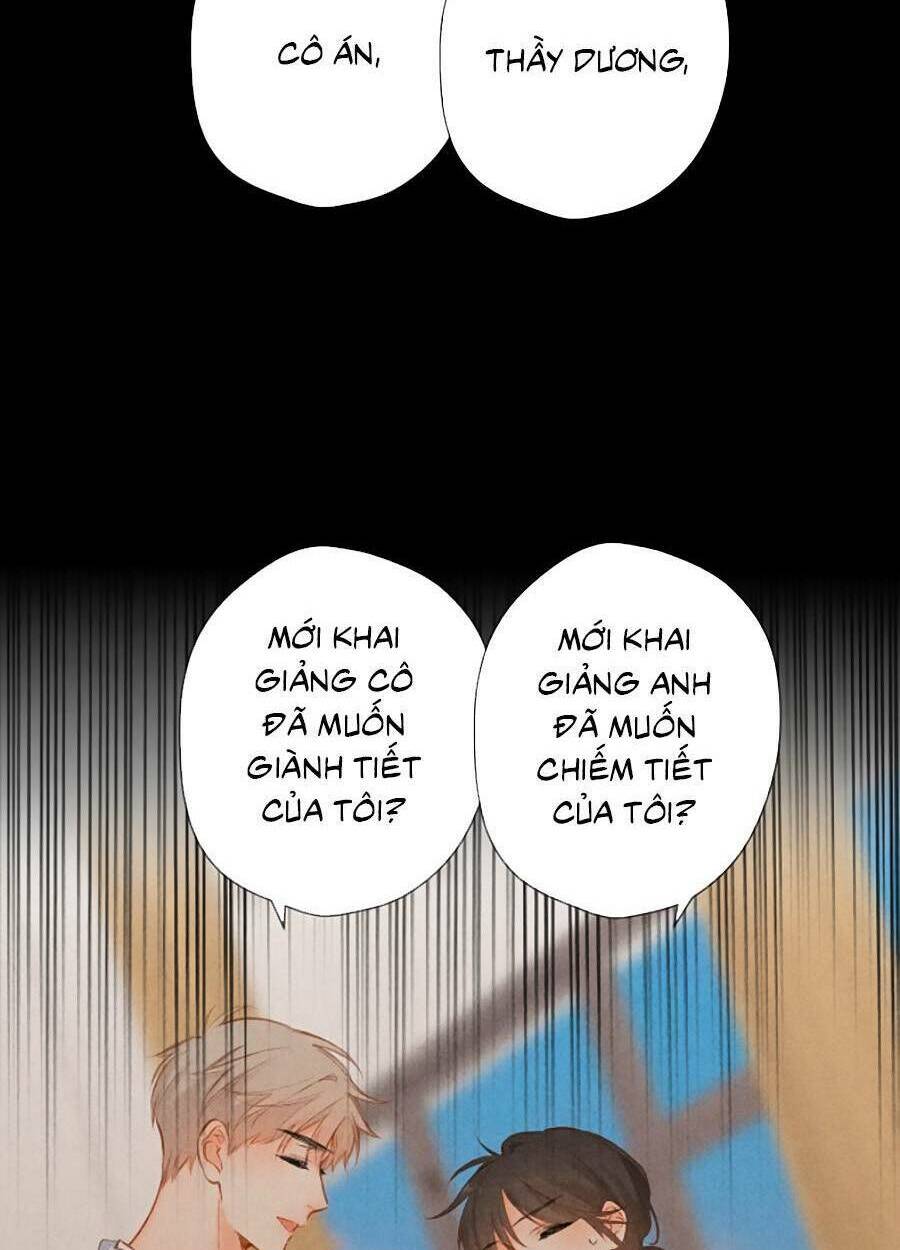 CÔ ÁN,
THẦY DƯƠNG,
MỚI KHAI
GIẢNG CÔ
ĐÃ MUỐN
GIÀNH TIẾT
CỦA TÔI?
MỚI KHAI
GIẢNG ANH
ĐÃ MUỐN
CHIẾM TIẾT
CỦA TÔI?